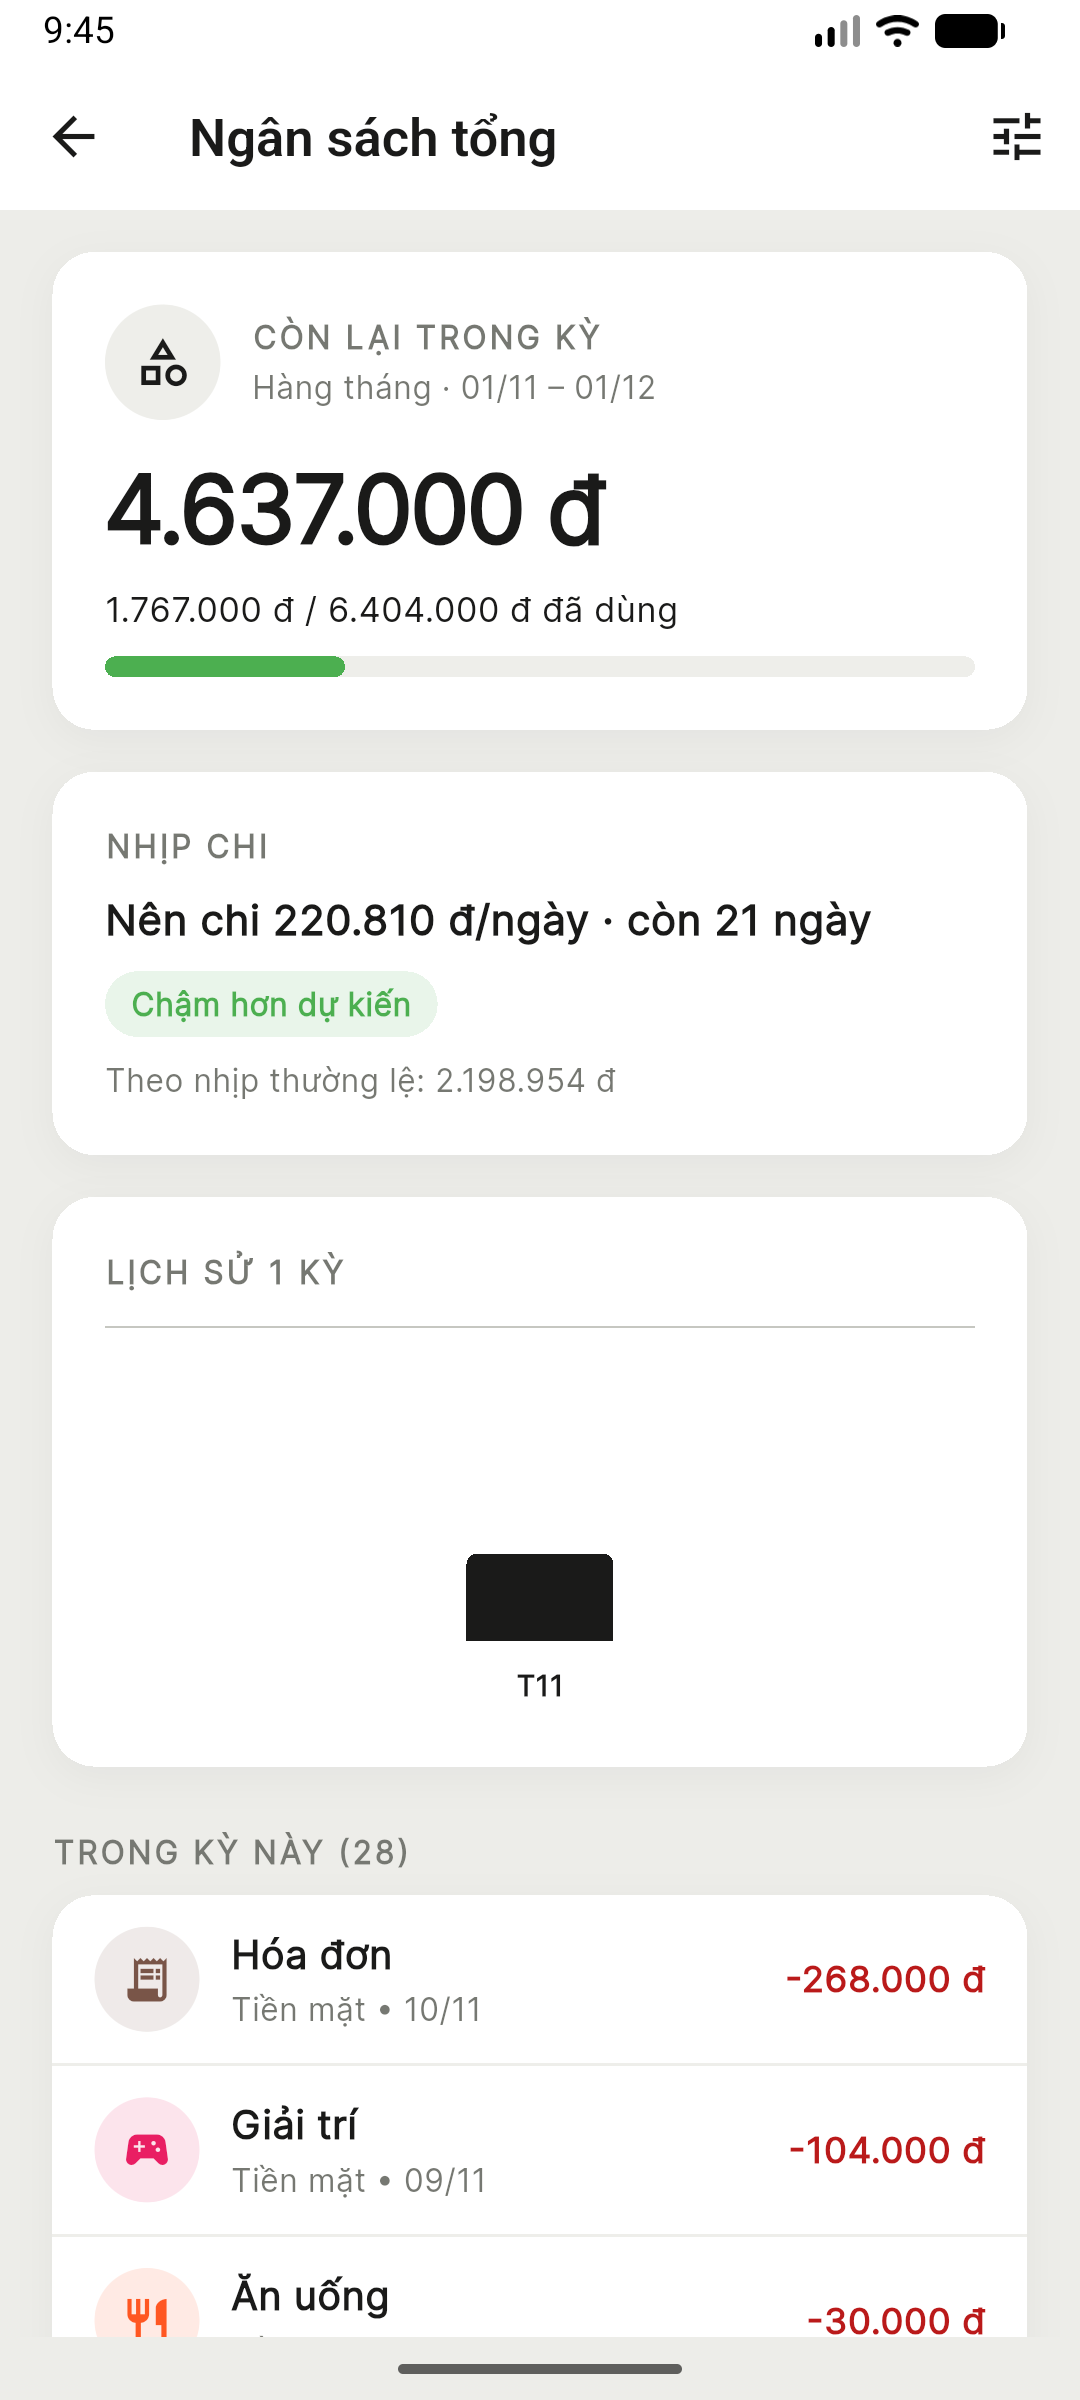 9:45
Ngân sách tổng
CÒN LẠI TRONG KỲ
Hàng tháng · 01/11 – 01/12
4.637.000 đ
1.767.000 đ / 6.404.000 đ đã dùng
NHỊP CHI
Nên chi 220.810 đ/ngày · còn 21 ngày
Chậm hơn dự kiến
Theo nhịp thường lệ: 2.198.954 đ
LỊCH SỬ 1 KỲ
T11
TRONG KỲ NÀY (28)
Hóa đơn
-268.000 đ
Tiền mặt • 10/11
Giải trí
-104.000 đ
Tiền mặt • 09/11
Ăn uống
-30.000 đ